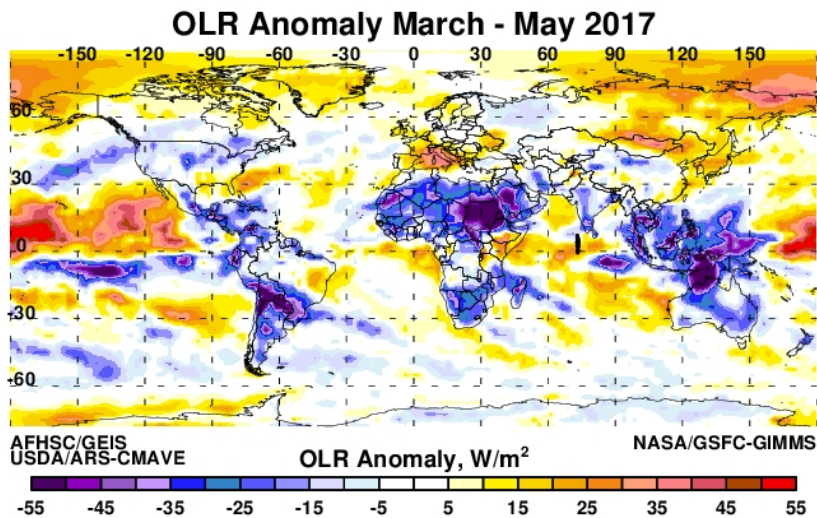 OLR Anomaly March - May 2017
-150 -120 -90 -60 -30 0 30 60 90 120 150
60
30
0
-30
-60
AFHSC/GEIS
USDA/ARS-CMAVE
NASA/GSFC-GIMMS
OLR Anomaly, W/m²
-55 -45 -35 -25 -15 -5 5 15 25 35 45 55